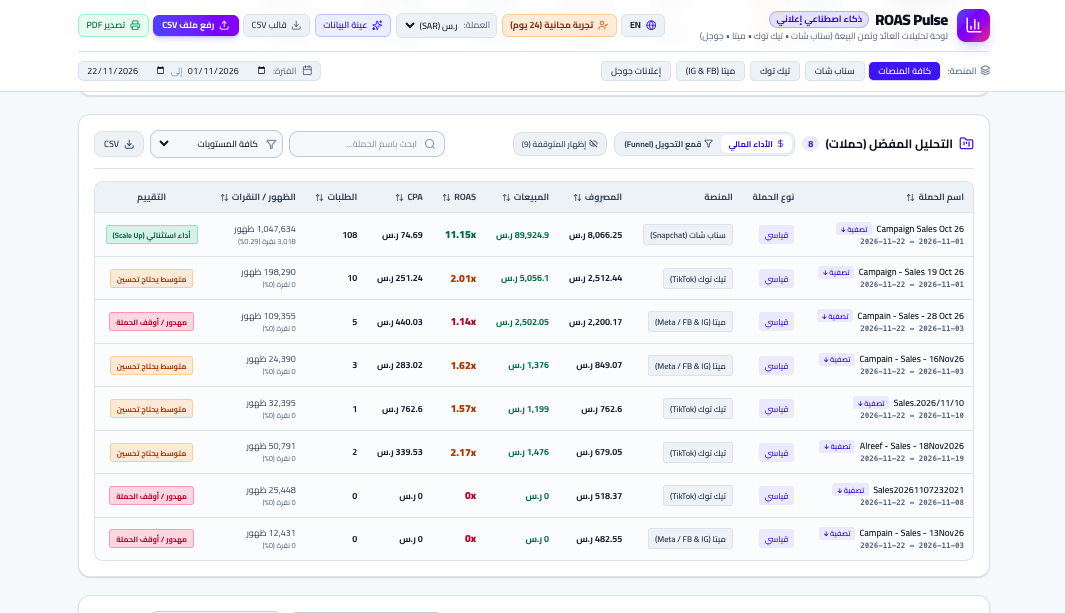 ROAS Pulse ذكاء اصطناعي إعلاني
لوحة تحليلات العائد وثمن البيعة (سناب شات • تيك توك • ميتا • جوجل)
EN
تجربة مجانية (24 يوم)
العملة: ر.س (SAR)
عينة البيانات
قالب CSV
رفع ملف CSV
تصدير PDF
المنصة: كافة المنصات سناب شات تيك توك ميتا (IG & FB) إعلانات جوجل
الفترة: 01/11/2026 إلى 22/11/2026
التحليل المفصّل (حملات) 8
الأداء المالي قمع التحويل (Funnel)
إظهار المتوقفة (9)
ابحث باسم الحملة...
كافة المستويات
CSV
اسم الحملة نوع الحملة المنصة المصروف المبيعات ROAS CPA الطلبات الظهور / النقرات التقييم
Campaign Sales Oct 26 تصفية ↓ قياسي سناب شات (Snapchat) 8,066.25 ر.س 89,924.9 ر.س 11.15x 74.69 ر.س 108 1,047,634 ظهور أداء استثنائي (Scale Up)
2026-11-01 ↔ 2026-11-22 3,018 نقرة (0.29%)
Campaign - Sales 19 Oct 26 تصفية ↓ قياسي تيك توك (TikTok) 2,512.44 ر.س 5,056.1 ر.س 2.01x 251.24 ر.س 10 198,290 ظهور متوسط يحتاج تحسين
2026-11-01 ↔ 2026-11-22 0 نقرة (0%)
Campain - Sales - 28 Oct 26 تصفية ↓ قياسي ميتا (Meta / FB & IG) 2,200.17 ر.س 2,502.05 ر.س 1.14x 440.03 ر.س 5 109,355 ظهور مهدور / أوقف الحملة
2026-11-03 ↔ 2026-11-22 0 نقرة (0%)
Campain - Sales - 16Nov26 تصفية ↓ قياسي ميتا (Meta / FB & IG) 849.07 ر.س 1,376 ر.س 1.62x 283.02 ر.س 3 24,390 ظهور متوسط يحتاج تحسين
2026-11-03 ↔ 2026-11-22 0 نقرة (0%)
Sales.2026/11/10 تصفية ↓ قياسي تيك توك (TikTok) 762.6 ر.س 1,199 ر.س 1.57x 762.6 ر.س 1 32,395 ظهور متوسط يحتاج تحسين
2026-11-10 ↔ 2026-11-22 0 نقرة (0%)
Alreef - Sales - 18Nov2026 تصفية ↓ قياسي تيك توك (TikTok) 679.05 ر.س 1,476 ر.س 2.17x 339.53 ر.س 2 50,791 ظهور متوسط يحتاج تحسين
2026-11-19 ↔ 2026-11-22 0 نقرة (0%)
Sales20261107232021 تصفية ↓ قياسي تيك توك (TikTok) 518.37 ر.س 0 ر.س 0x 0 ر.س 0 25,448 ظهور مهدور / أوقف الحملة
2026-11-08 ↔ 2026-11-22 0 نقرة (0%)
Campain - Sales - 13Nov26 تصفية ↓ قياسي ميتا (Meta / FB & IG) 482.55 ر.س 0 ر.س 0x 0 ر.س 0 12,431 ظهور مهدور / أوقف الحملة
2026-11-03 ↔ 2026-11-22 0 نقرة (0%)